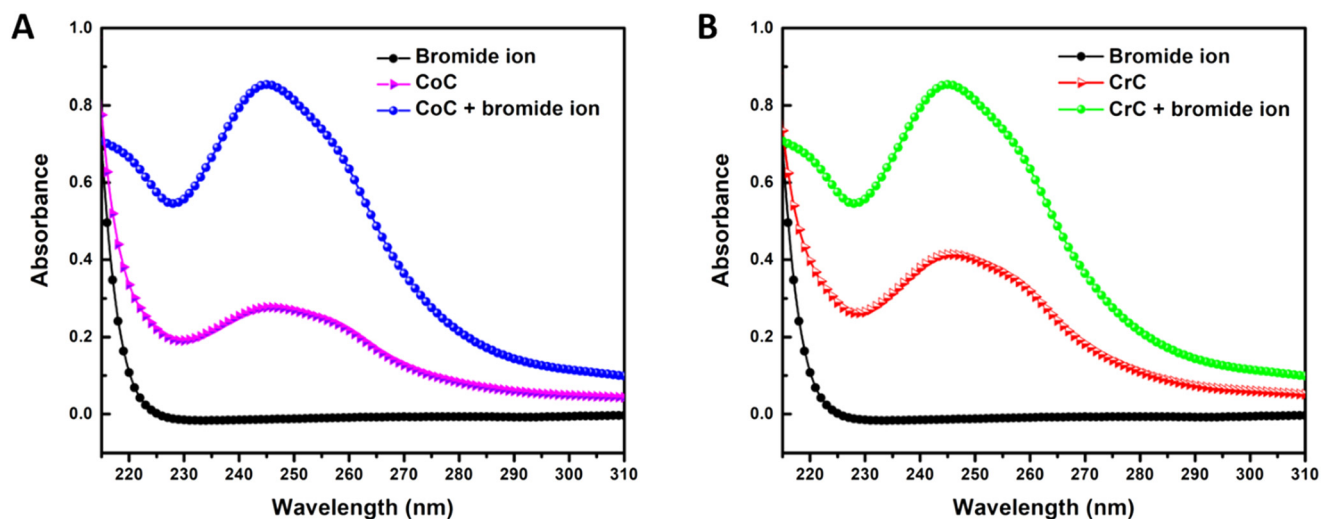 A
1.0
0.8
0.6
0.4
0.2
0.0
Absorbance
220 230 240 250 260 270 280 290 300 310
Wavelength (nm)
Bromide ion
CoC
CoC + bromide ion
B
1.0
0.8
0.6
0.4
0.2
0.0
Absorbance
220 230 240 250 260 270 280 290 300 310
Wavelength (nm)
Bromide ion
CrC
CrC + bromide ion